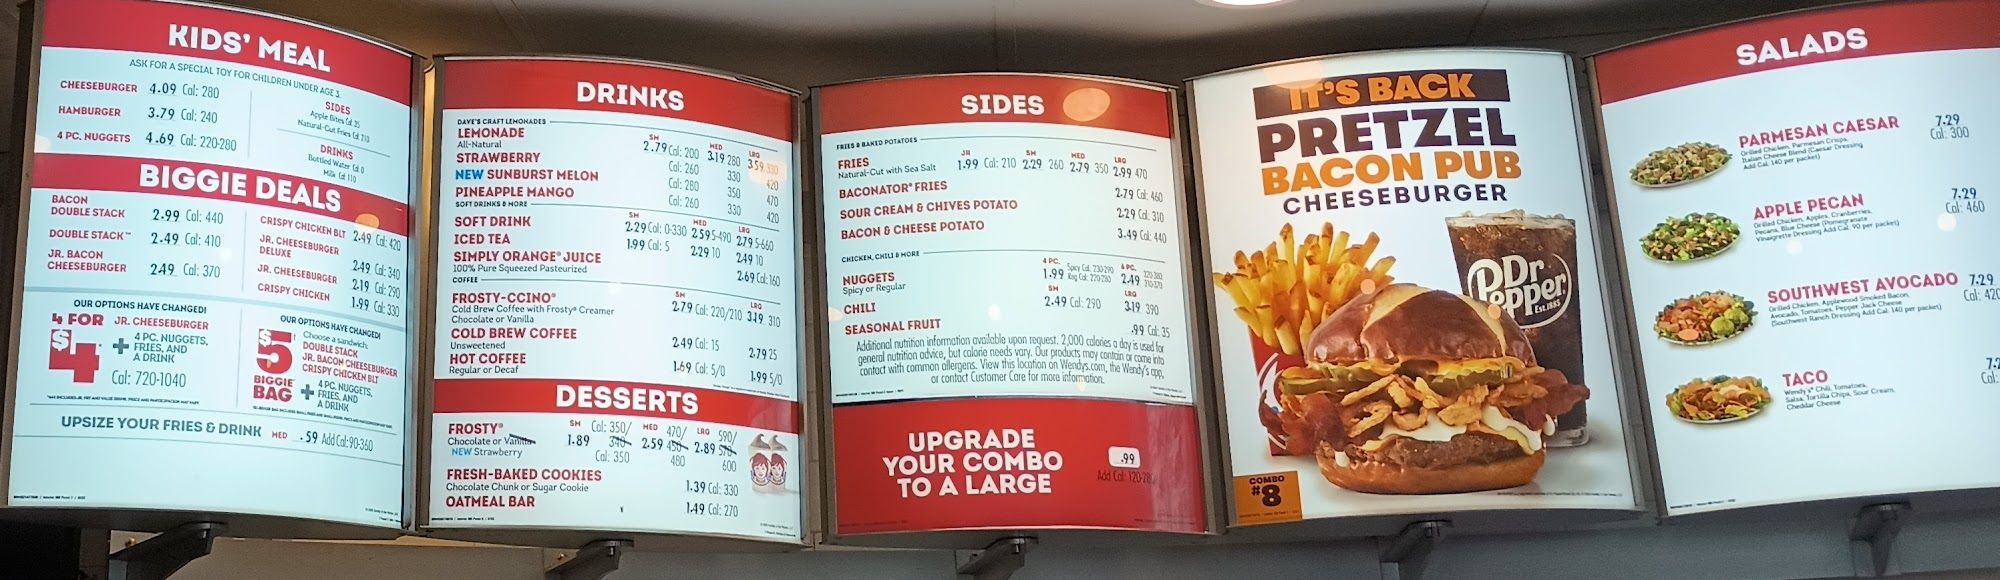 KIDS' MEAL
ASK FOR A SPECIAL TOY FOR CHILDREN UNDER AGE 3.
CHEESEBURGER 4.09 Cal: 280
HAMBURGER 3.79 Cal: 240
4 PC. NUGGETS 4.69 Cal: 220-280
SIDES
Apple Bites Cal 35
Natural-Cut Fries Cal 210
DRINKS
Bottled Water Cal 0
Milk Cal 110
BIGGIE DEALS
BACON
DOUBLE STACK 2.99 Cal: 440
DOUBLE STACK™ 2.49 Cal: 410
JR. BACON
CHEESEBURGER 2.49 Cal: 370
CRISPY CHICKEN BLT 2.49 Cal: 420
JR. CHEESEBURGER
DELUXE 2.49 Cal: 340
JR. CHEESEBURGER 2.19 Cal: 290
CRISPY CHICKEN 1.99 Cal: 330
OUR OPTIONS HAVE CHANGED!
4 FOR
$4
JR. CHEESEBURGER
+ 4 PC. NUGGETS,
FRIES, AND
A DRINK
Cal: 720-1040
OUR OPTIONS HAVE CHANGED!
$5
BIGGIE
BAG
Choose a sandwich:
DOUBLE STACK
JR. BACON CHEESEBURGER
CRISPY CHICKEN BLT
+ 4 PC. NUGGETS,
FRIES, AND
A DRINK
UPSIZE YOUR FRIES & DRINK MED .59 Add Cal: 90-360
DRINKS
DAVE'S CRAFT LEMONADES
SM MED LRG
LEMONADE 2.79 Cal: 200 3.19 280 3.59 330
All-Natural
STRAWBERRY Cal: 260 330 420
NEW SUNBURST MELON Cal: 280 350 470
PINEAPPLE MANGO Cal: 260 330 420
SOFT DRINKS & MORE
SM MED LRG
SOFT DRINK 2.29 Cal: 0-330 2.59 5-490 2.79 5-660
ICED TEA 1.99 Cal: 5 2.29 10 2.49 10
SIMPLY ORANGE® JUICE 2.69 Cal: 160
100% Pure Squeezed Pasteurized
COFFEE
SM LRG
FROSTY-CCINO® 2.79 Cal: 220/210 3.19 310
Cold Brew Coffee with Frosty® Creamer
Chocolate or Vanilla
COLD BREW COFFEE 2.49 Cal: 15 2.79 25
Unsweetened
HOT COFFEE 1.69 Cal: 5/0 1.99 5/0
Regular or Decaf
DESSERTS
FROSTY® SM 1.89 Cal: 350/340 MED 2.59 470/450 LRG 2.89 590/570
Chocolate or Vanilla
NEW Strawberry Cal: 350 480 600
FRESH-BAKED COOKIES 1.39 Cal: 330
Chocolate Chunk or Sugar Cookie
OATMEAL BAR 1.49 Cal: 270
SIDES
FRIES & BAKED POTATOES
JR SM MED LRG
FRIES 1.99 Cal: 210 2.29 260 2.79 350 2.99 470
Natural-Cut with Sea Salt
BACONATOR® FRIES 2.79 Cal: 460
SOUR CREAM & CHIVES POTATO 2.29 Cal: 310
BACON & CHEESE POTATO 3.49 Cal: 440
CHICKEN, CHILI & MORE
4 PC. 6 PC.
NUGGETS 1.99 Spicy Cal: 230-290 2.49
Spicy or Regular Reg Cal: 220-280
SM LRG
CHILI 2.49 Cal: 290 3.19 390
SEASONAL FRUIT .99 Cal: 35
Additional nutrition information available upon request. 2,000 calories a day is used for
general nutrition advice, but calorie needs vary. Our products may contain or come into
contact with common allergens. View this location on Wendys.com, the Wendy's app,
or contact Customer Care for more information.
UPGRADE
YOUR COMBO
TO A LARGE
.99
Add Cal: 120-280
IT'S BACK
PRETZEL
BACON PUB
CHEESEBURGER
Dr Pepper
EST. 1885
COMBO
#8
SALADS
PARMESAN CAESAR 7.29
Cal: 300
Grilled Chicken, Parmesan Crisps,
Italian Cheese Blend (Caesar Dressing
Add Cal: 140 per packet)
APPLE PECAN 7.29
Cal: 460
Grilled Chicken, Apples, Cranberries,
Pecans, Blue Cheese (Pomegranate
Vinaigrette Dressing Add Cal: 90 per packet)
SOUTHWEST AVOCADO 7.29
Cal: 420
Grilled Chicken, Applewood Smoked Bacon,
Avocado, Tomatoes, Pepper Jack Cheese
(Southwest Ranch Dressing Add Cal: 140 per packet)
TACO 7.2
Cal:
Wendy's® Chili, Tomatoes,
Salsa, Tortilla Chips, Sour Cream,
Cheddar Cheese